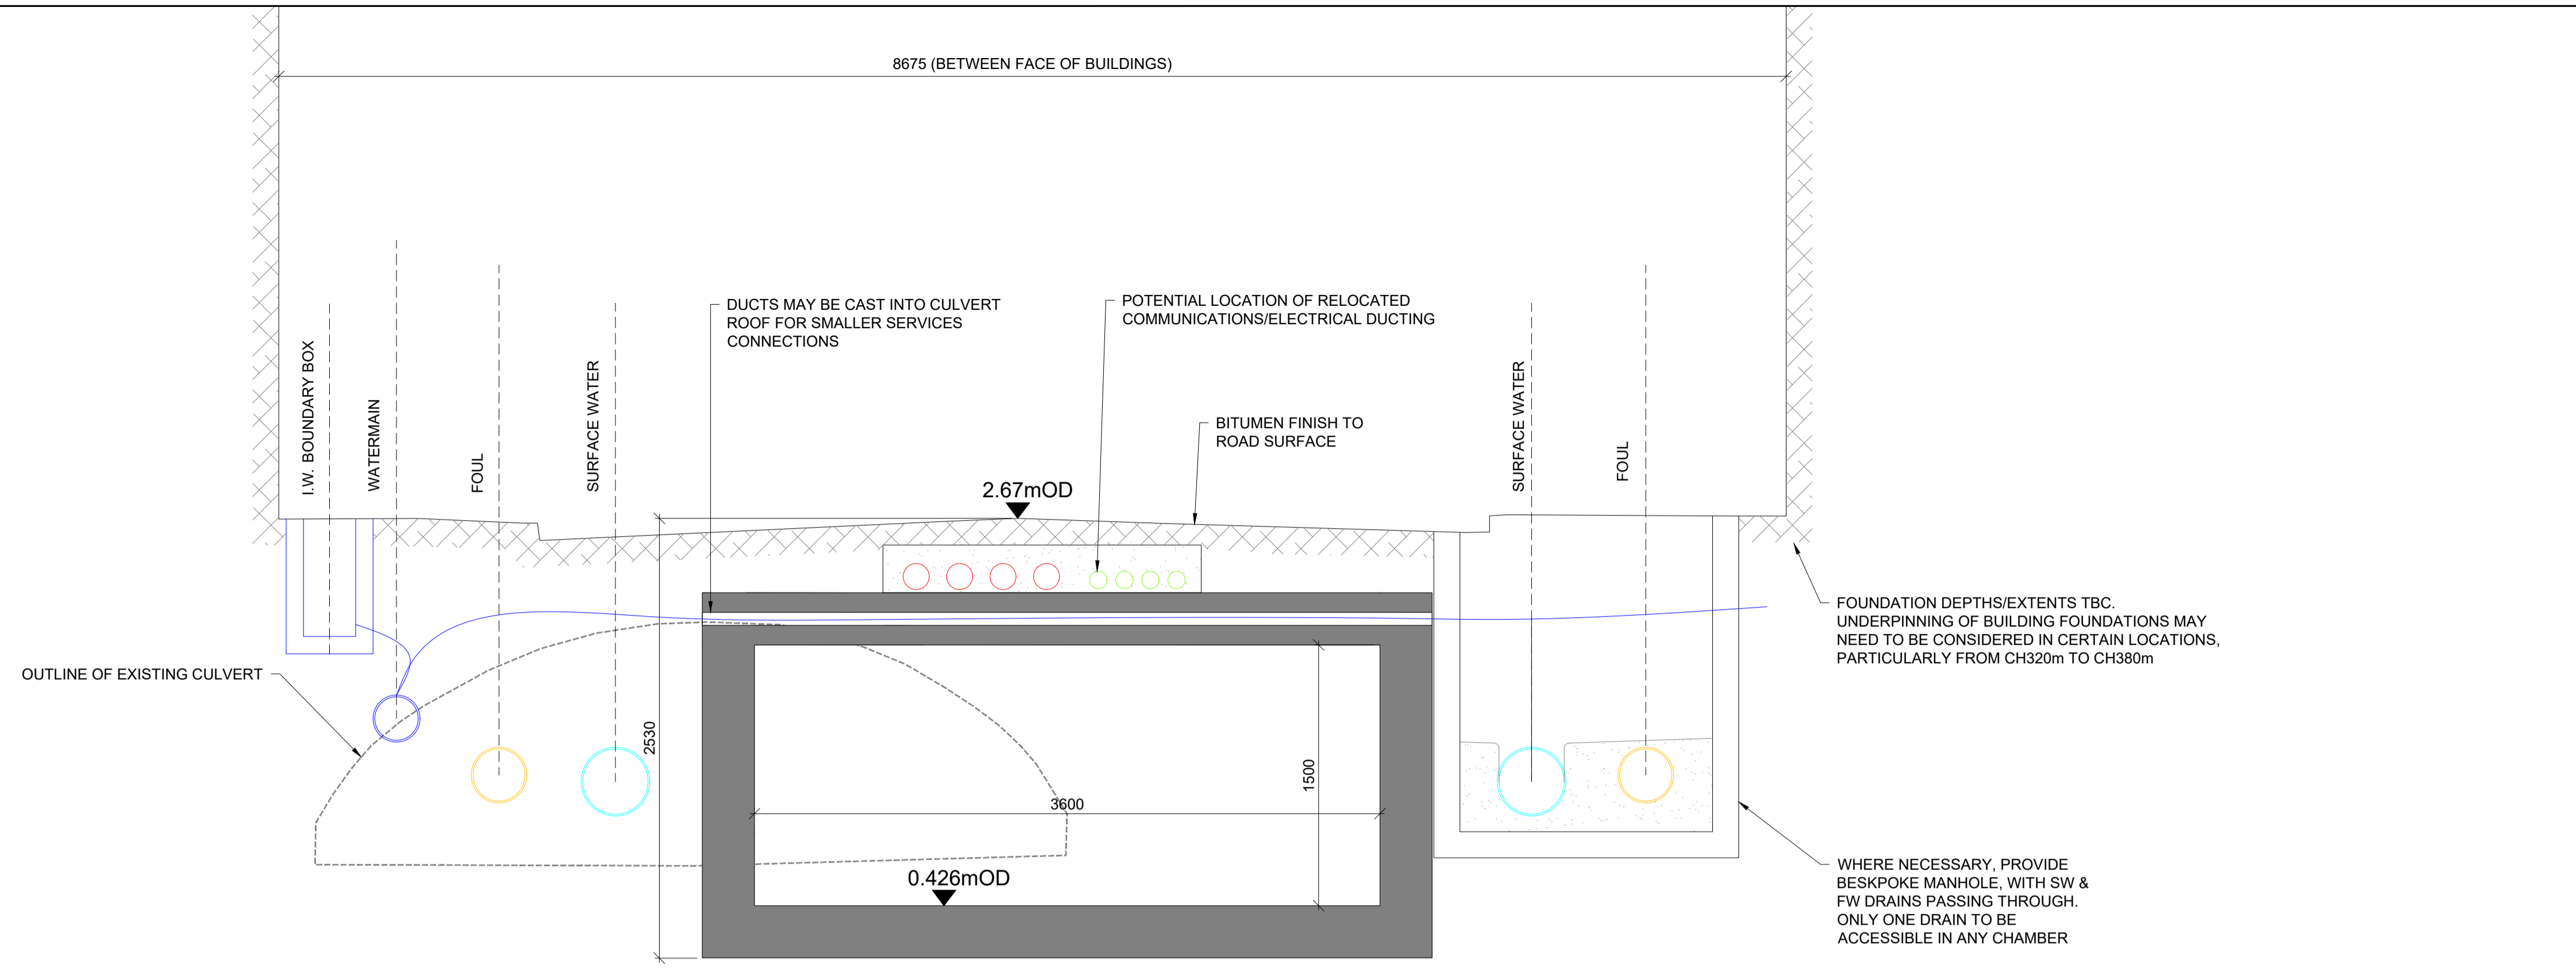 8675 (BETWEEN FACE OF BUILDINGS)
DUCTS MAY BE CAST INTO CULVERT
ROOF FOR SMALLER SERVICES
CONNECTIONS
POTENTIAL LOCATION OF RELOCATED
COMMUNICATIONS/ELECTRICAL DUCTING
BITUMEN FINISH TO
ROAD SURFACE
I.W. BOUNDARY BOX
WATERMAIN
FOUL
SURFACE WATER
SURFACE WATER
FOUL
2.67mOD
FOUNDATION DEPTHS/EXTENTS TBC.
UNDERPINNING OF BUILDING FOUNDATIONS MAY
NEED TO BE CONSIDERED IN CERTAIN LOCATIONS,
PARTICULARLY FROM CH320m TO CH380m
OUTLINE OF EXISTING CULVERT
2530
1500
3600
0.426mOD
WHERE NECESSARY, PROVIDE
BESKPOKE MANHOLE, WITH SW &
FW DRAINS PASSING THROUGH.
ONLY ONE DRAIN TO BE
ACCESSIBLE IN ANY CHAMBER